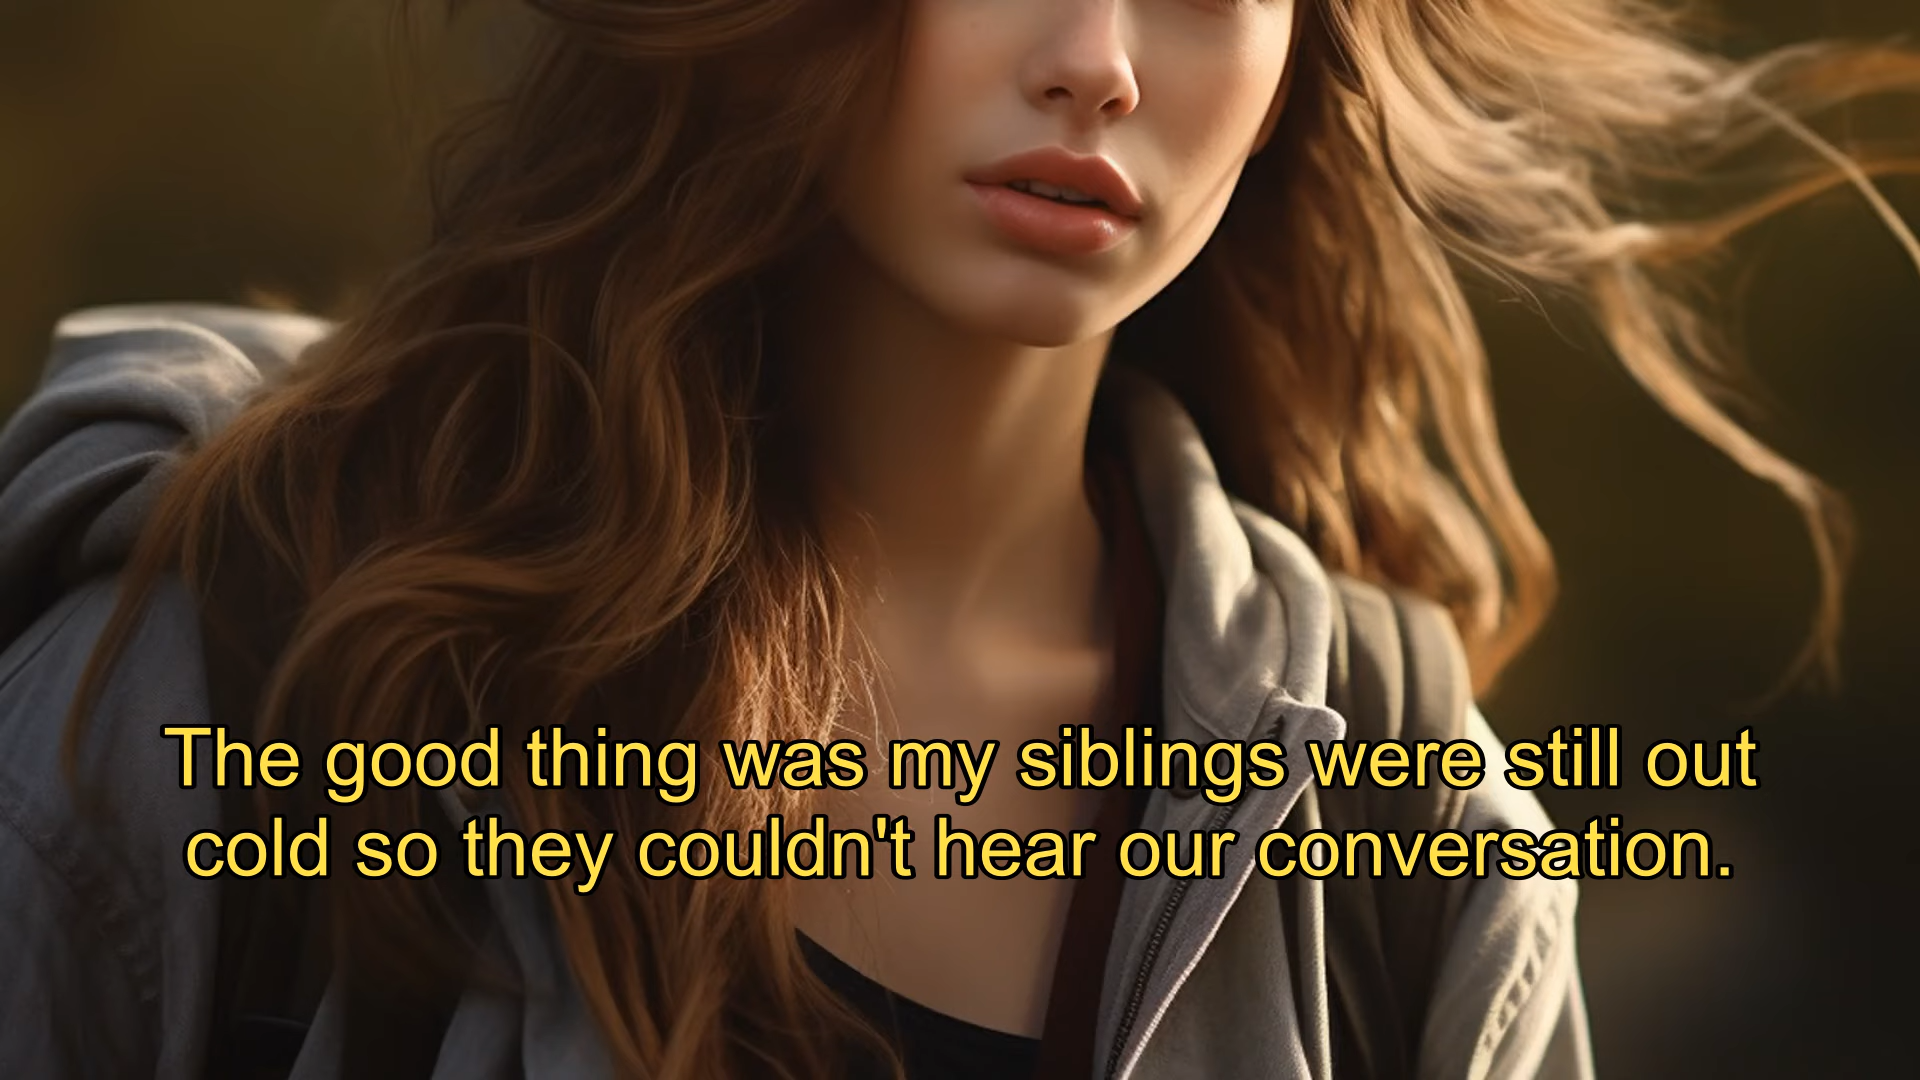 The good thing was my siblings were still out
cold so they couldn't hear our conversation.